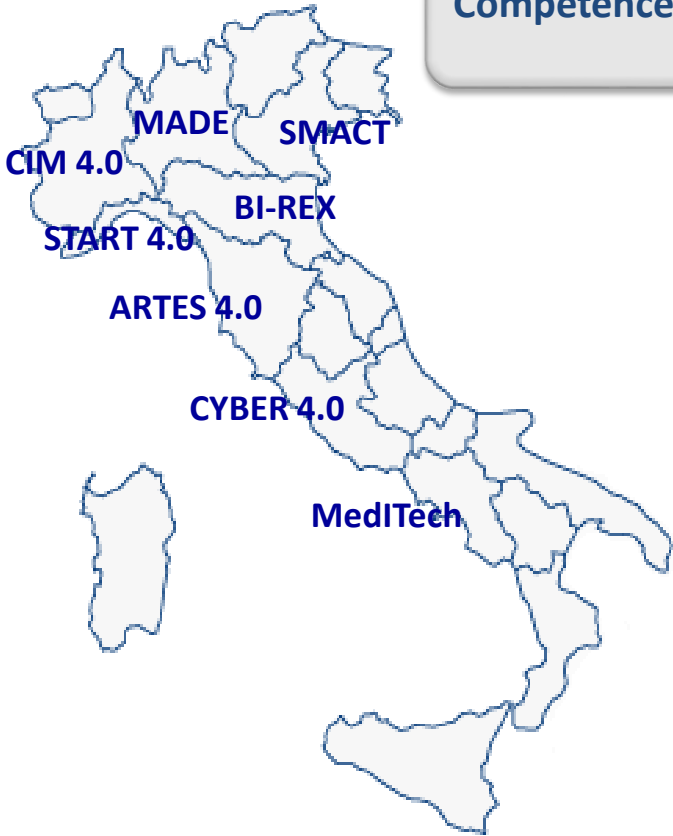 Competence
MADE
SMACT
CIM 4.0
BI-REX
START 4.0
ARTES 4.0
CYBER 4.0
MedITech